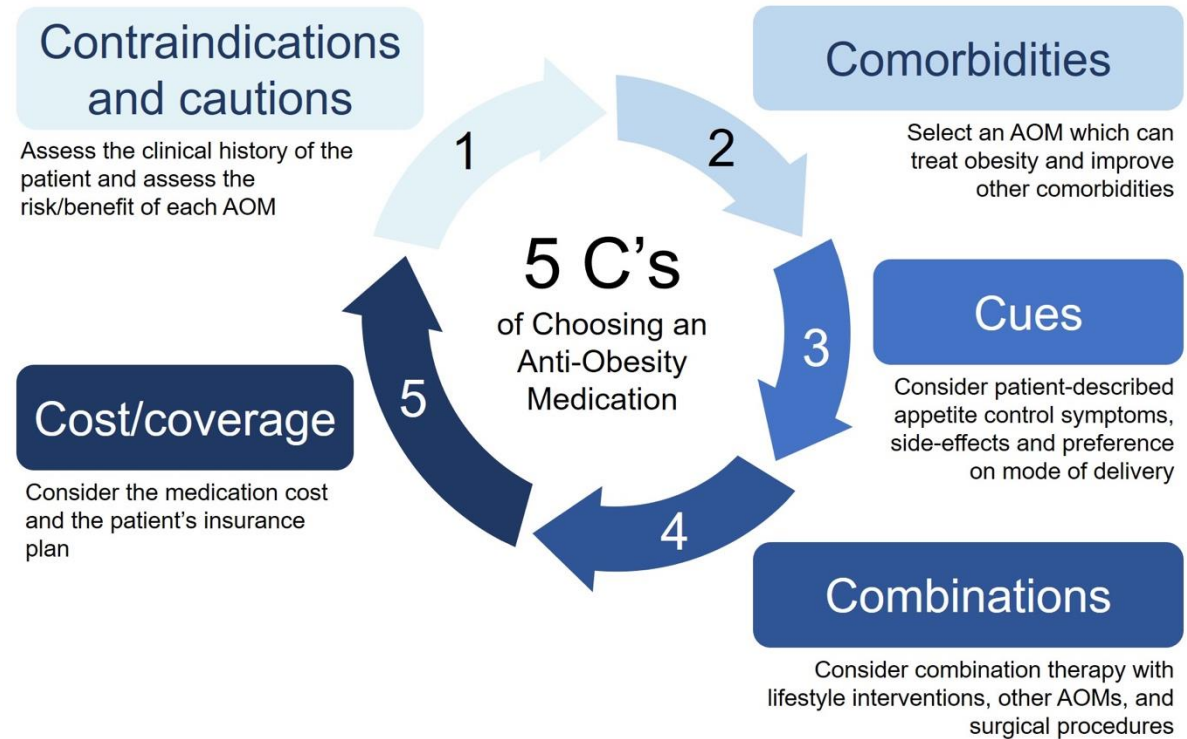 Contraindications
and cautions
Assess the clinical history of the
patient and assess the
risk/benefit of each AOM
1
Comorbidities
Select an AOM which can
treat obesity and improve
other comorbidities
2
5 C's
of Choosing an
Anti-Obesity
Medication
Cues
Consider patient-described
appetite control symptoms,
side-effects and preference
on mode of delivery
3
Combinations
Consider combination therapy with
lifestyle interventions, other AOMs, and
surgical procedures
4
Cost/coverage
Consider the medication cost
and the patient's insurance
plan
5